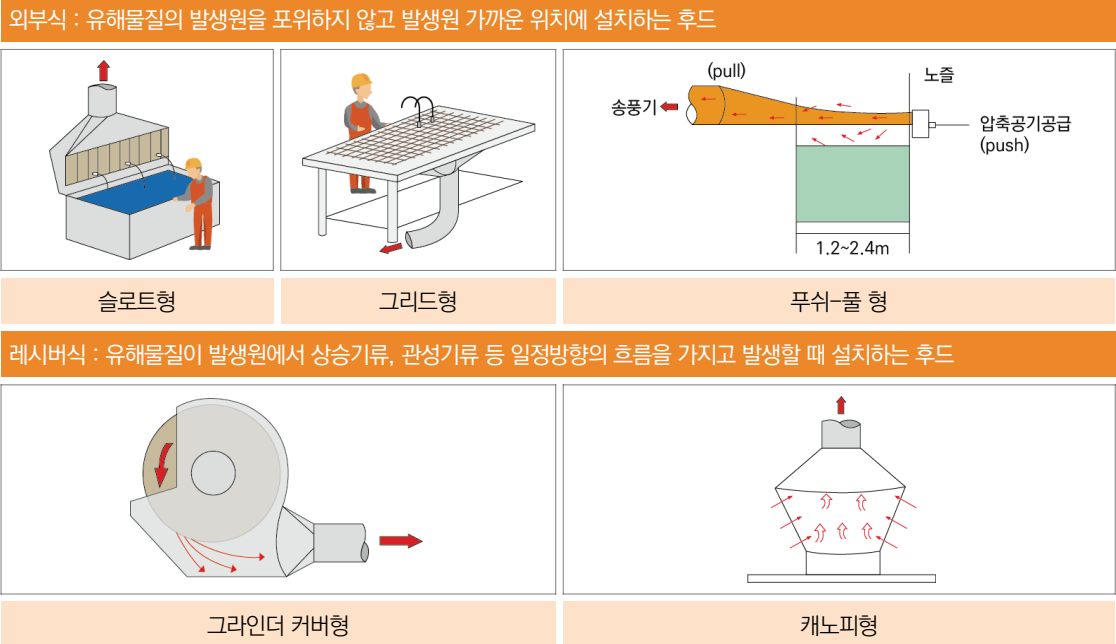 외부식 : 유해물질의 발생원을 포위하지 않고 발생원 가까운 위치에 설치하는 후드
(pull)
노즐
송풍기
압축공기공급
(push)
1.2~2.4m
슬로트형
그리드형
푸쉬-풀 형
레시버식 : 유해물질이 발생원에서 상승기류, 관성기류 등 일정방향의 흐름을 가지고 발생할 때 설치하는 후드
그라인더 커버형
캐노피형